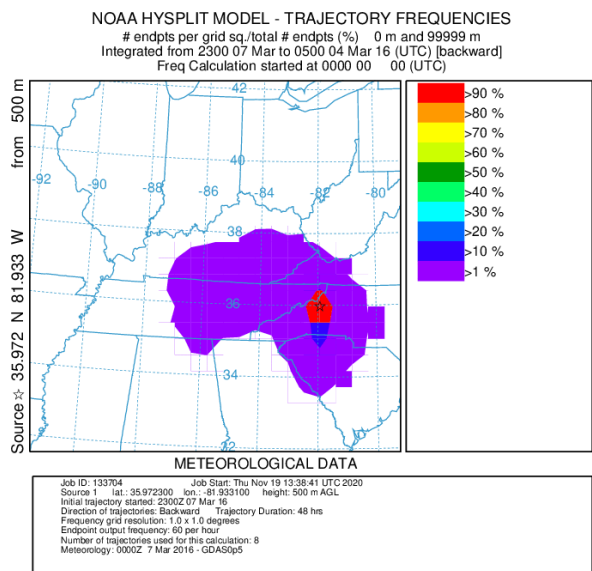 NOAA HYSPLIT MODEL - TRAJECTORY FREQUENCIES
# endpts per grid sq./total # endpts (%) 0 m and 99999 m
Integrated from 2300 07 Mar to 0500 04 Mar 16 (UTC) [backward]
Freq Calculation started at 0000 00 00 (UTC)
Source ☆ 35.972 N 81.933 W from 500 m
42
40
-92
-90
-88
-86
-84
-82
-80
38
36
34
32
>90 %
>80 %
>70 %
>60 %
>50 %
>40 %
>30 %
>20 %
>10 %
>1 %
METEOROLOGICAL DATA
Job ID: 133704 Job Start: Thu Nov 19 13:38:41 UTC 2020
Source 1 lat.: 35.972300 lon.: -81.933100 height: 500 m AGL
Initial trajectory started: 2300Z 07 Mar 16
Direction of trajectories: Backward Trajectory Duration: 48 hrs
Frequency grid resolution: 1.0 x 1.0 degrees
Endpoint output frequency: 60 per hour
Number of trajectories used for this calculation: 8
Meteorology: 0000Z 7 Mar 2016 - GDAS0p5